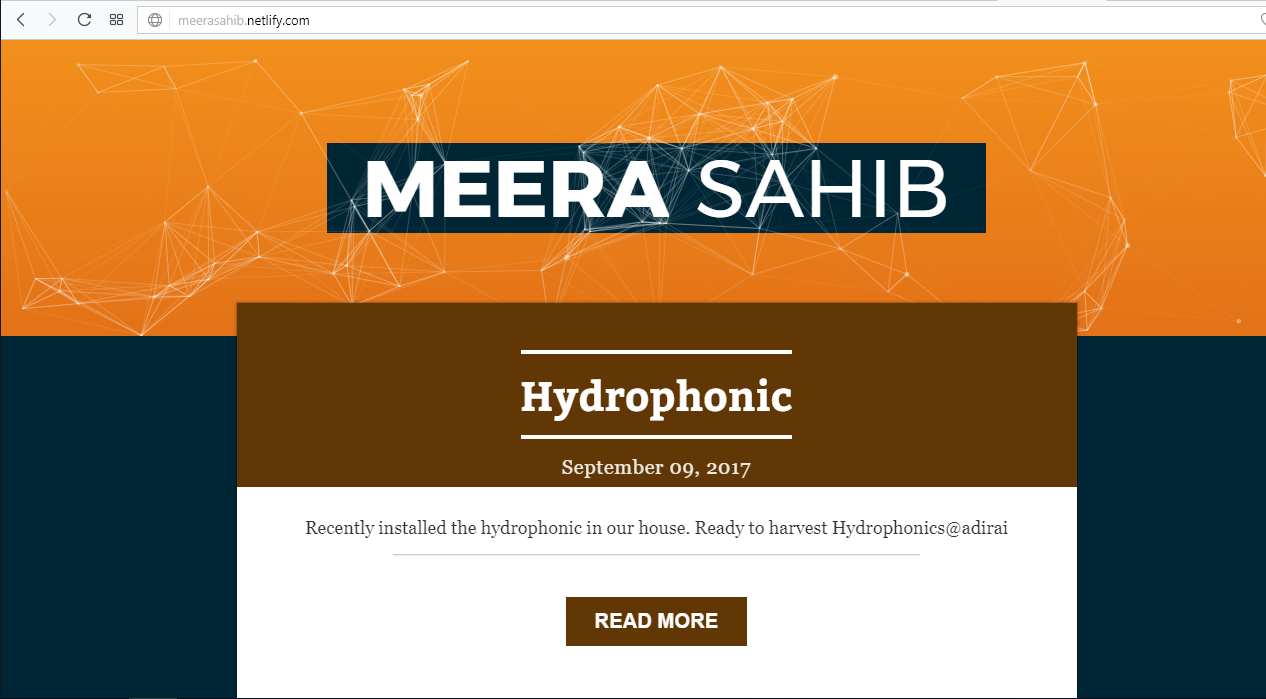 meerasahib.netlify.com
MEERA SAHIB
Hydrophonic
September 09, 2017
Recently installed the hydrophonic in our house. Ready to harvest Hydrophonics@adirai
READ MORE